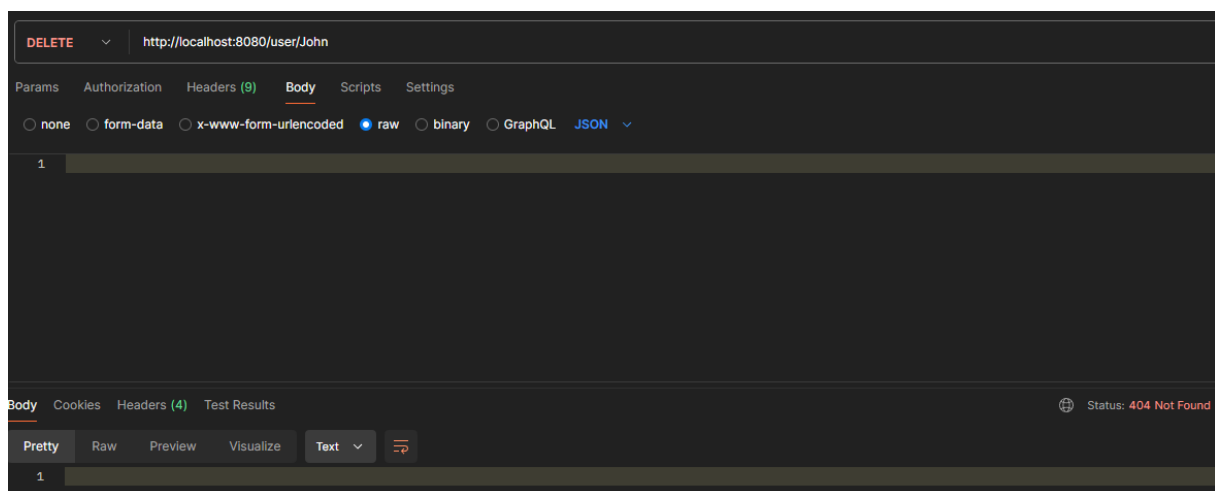 DELETE http://localhost:8080/user/John
Params Authorization Headers (9) Body Scripts Settings
none form-data x-www-form-urlencoded raw binary GraphQL JSON
1
Body Cookies Headers (4) Test Results Status: 404 Not Found
Pretty Raw Preview Visualize Text
1